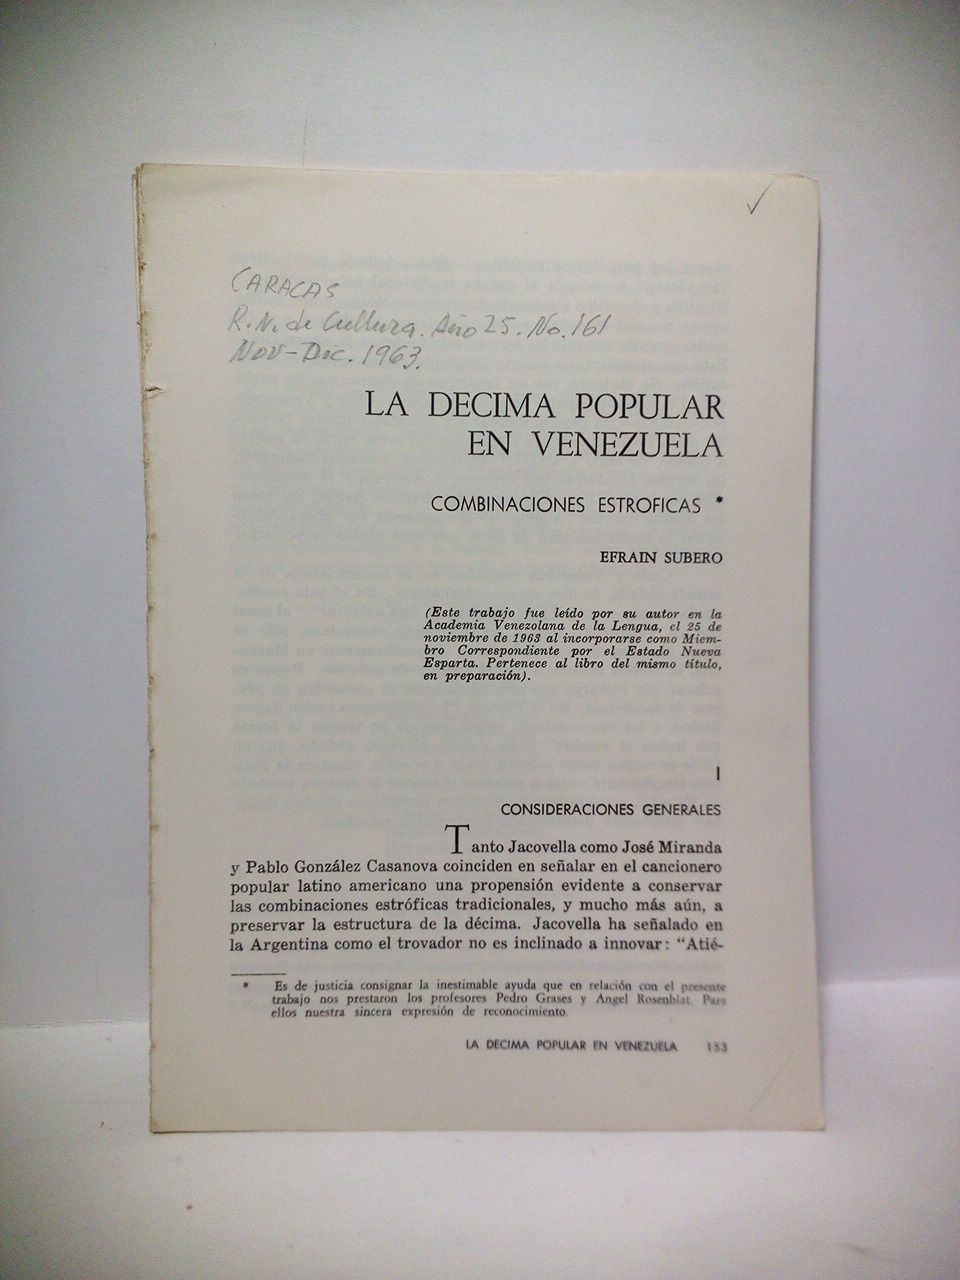 CARACAS
R.N. de Cultura. Año 25. No. 161
Nov-Dic. 1963.
LA DECIMA POPULAR
EN VENEZUELA
COMBINACIONES ESTROFICAS *
EFRAIN SUBERO
(Este trabajo fue leído por su autor en la
Academia Venezolana de la Lengua, el 25 de
noviembre de 1963 al incorporarse como Miem-
bro Correspondiente por el Estado Nueva
Esparta. Pertenece al libro del mismo título,
en preparación).
I
CONSIDERACIONES GENERALES
Tanto Jacovella como José Miranda
y Pablo González Casanova coinciden en señalar en el cancionero
popular latino americano una propensión evidente a conservar
las combinaciones estróficas tradicionales, y mucho más aún, a
preservar la estructura de la décima. Jacovella ha señalado en
la Argentina como el trovador no es inclinado a innovar: "Atié-
* Es de justicia consignar la inestimable ayuda que en relación con el presente
trabajo nos prestaron los profesores Pedro Grases y Angel Rosenblat. Para
ellos nuestra sincera expresión de reconocimiento.
LA DECIMA POPULAR EN VENEZUELA 153